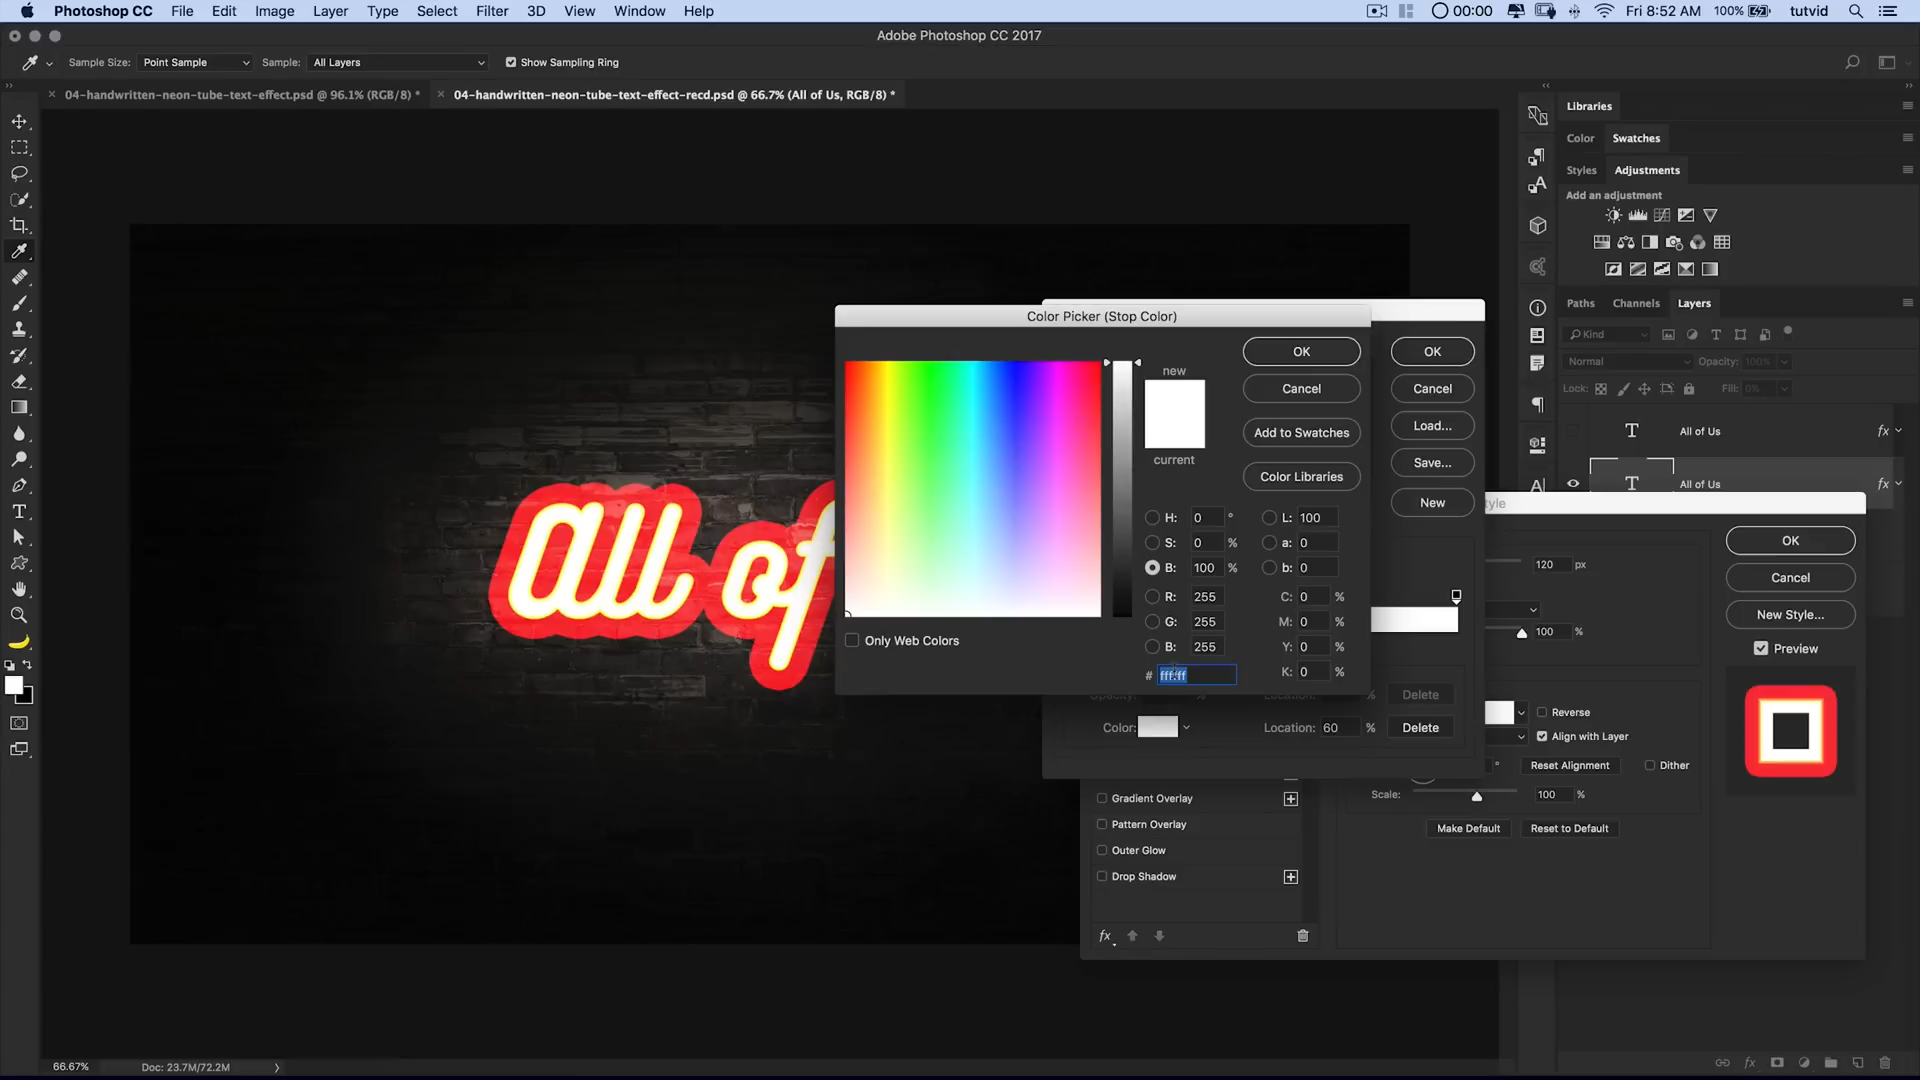 Photoshop CC File Edit Image Layer Type Select Filter 3D View Window Help 00:00 Fri 8:52 AM 100% tutvid
Adobe Photoshop CC 2017
Sample Size: Point Sample Sample: All Layers Show Sampling Ring
04-handwritten-neon-tube-text-effect.psd @ 96.1% (RGB/8) * 04-handwritten-neon-tube-text-effect-recd.psd @ 66.7% (All of Us, RGB/8) *
Libraries
Color Swatches
Styles Adjustments
Add an adjustment
Paths Channels Layers
Kind
Normal Opacity: 100%
Lock: Fill: 0%
All of Us fx
All of Us fx
All of
Color Picker (Stop Color)
new
current
OK
Cancel
Add to Swatches
Color Libraries
H: 0 ° L: 100
S: 0 % a: 0
B: 100 % b: 0
R: 255 C: 0 %
G: 255 M: 0 %
B: 255 Y: 0 %
# ffffff K: 0 %
Only Web Colors
OK
Cancel
Load...
Save...
New
Opacity: % Location: % Delete
Color: Location: 60 % Delete
tyle
120 px
100 %
Reverse
Align with Layer
° Reset Alignment Dither
Scale: 100 %
Make Default Reset to Default
OK
Cancel
New Style...
Preview
Gradient Overlay
Pattern Overlay
Outer Glow
Drop Shadow
fx
66.67% Doc: 23.7M/72.2M
fx